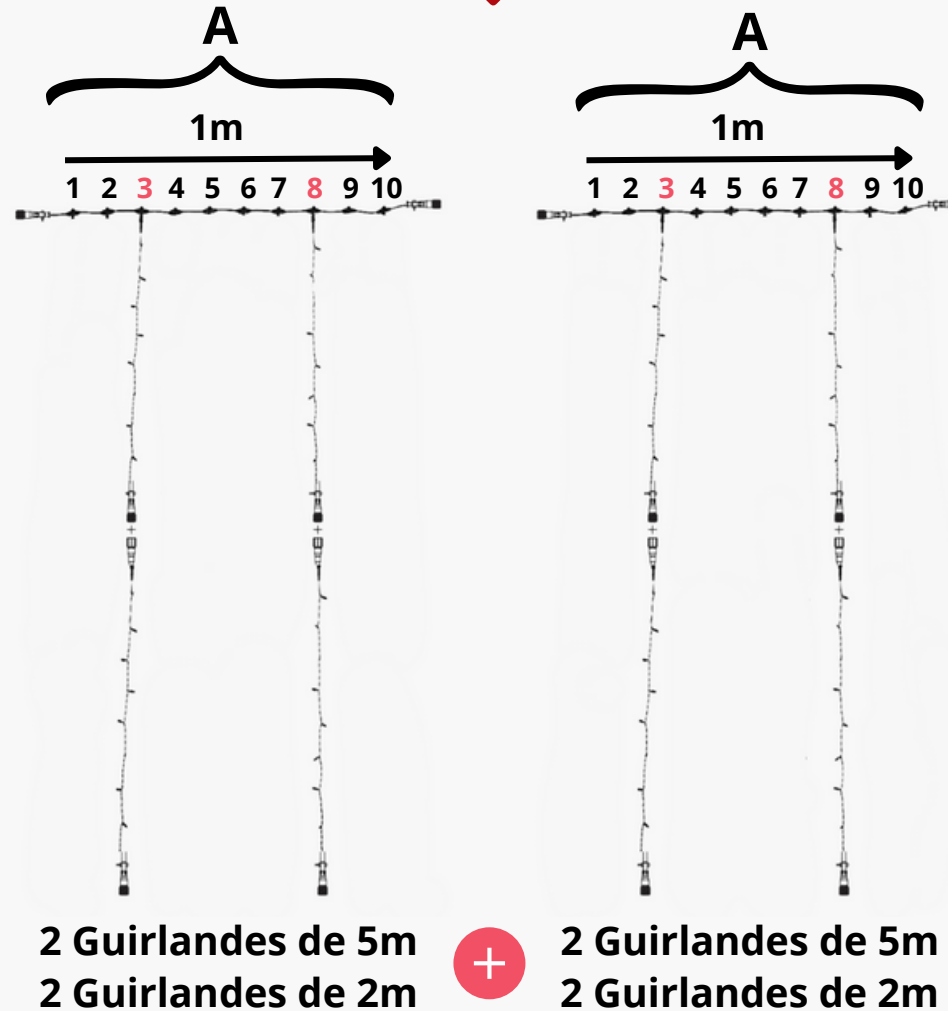 A A
1m 1m
1 2 3 4 5 6 7 8 9 10 1 2 3 4 5 6 7 8 9 10
+ + + +
2 Guirlandes de 5m + 2 Guirlandes de 5m
2 Guirlandes de 2m 2 Guirlandes de 2m